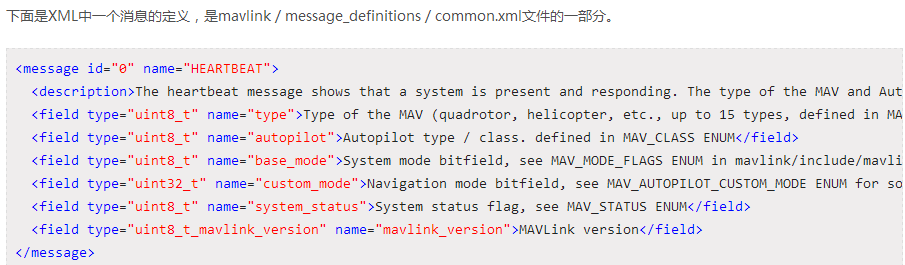 下面是XML中一个消息的定义，是mavlink / message_definitions / common.xml文件的一部分。
<message id="0" name="HEARTBEAT">
<description>The heartbeat message shows that a system is present and responding. The type of the MAV and Aut
<field type="uint8_t" name="type">Type of the MAV (quadrotor, helicopter, etc., up to 15 types, defined in MA
<field type="uint8_t" name="autopilot">Autopilot type / class. defined in MAV_CLASS ENUM</field>
<field type="uint8_t" name="base_mode">System mode bitfield, see MAV_MODE_FLAGS ENUM in mavlink/include/mavli
<field type="uint32_t" name="custom_mode">Navigation mode bitfield, see MAV_AUTOPILOT_CUSTOM_MODE ENUM for so
<field type="uint8_t" name="system_status">System status flag, see MAV_STATUS ENUM</field>
<field type="uint8_t_mavlink_version" name="mavlink_version">MAVLink version</field>
</message>